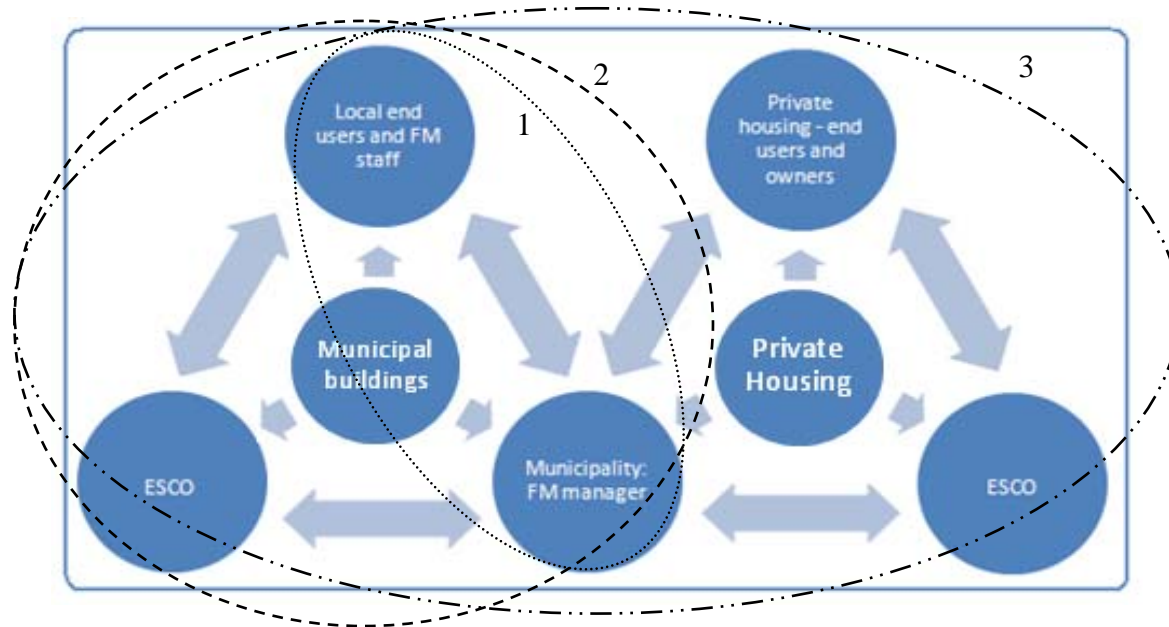 2
3
1
Local end
users and FM
staff
Private
housing - end
users and
owners
Municipal
buildings
Private
Housing
ESCO
Municipality:
FM manager
ESCO